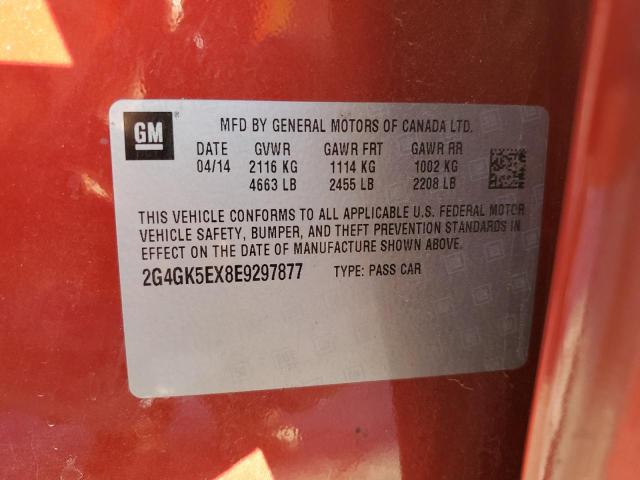 GM
MFD BY GENERAL MOTORS OF CANADA LTD.
DATE GVWR GAWR FRT GAWR RR
04/14 2116 KG 1114 KG 1002 KG
4663 LB 2455 LB 2208 LB
THIS VEHICLE CONFORMS TO ALL APPLICABLE U.S. FEDERAL MOTOR
VEHICLE SAFETY, BUMPER, AND THEFT PREVENTION STANDARDS IN
EFFECT ON THE DATE OF MANUFACTURE SHOWN ABOVE.
2G4GK5EX8E9297877 TYPE: PASS CAR